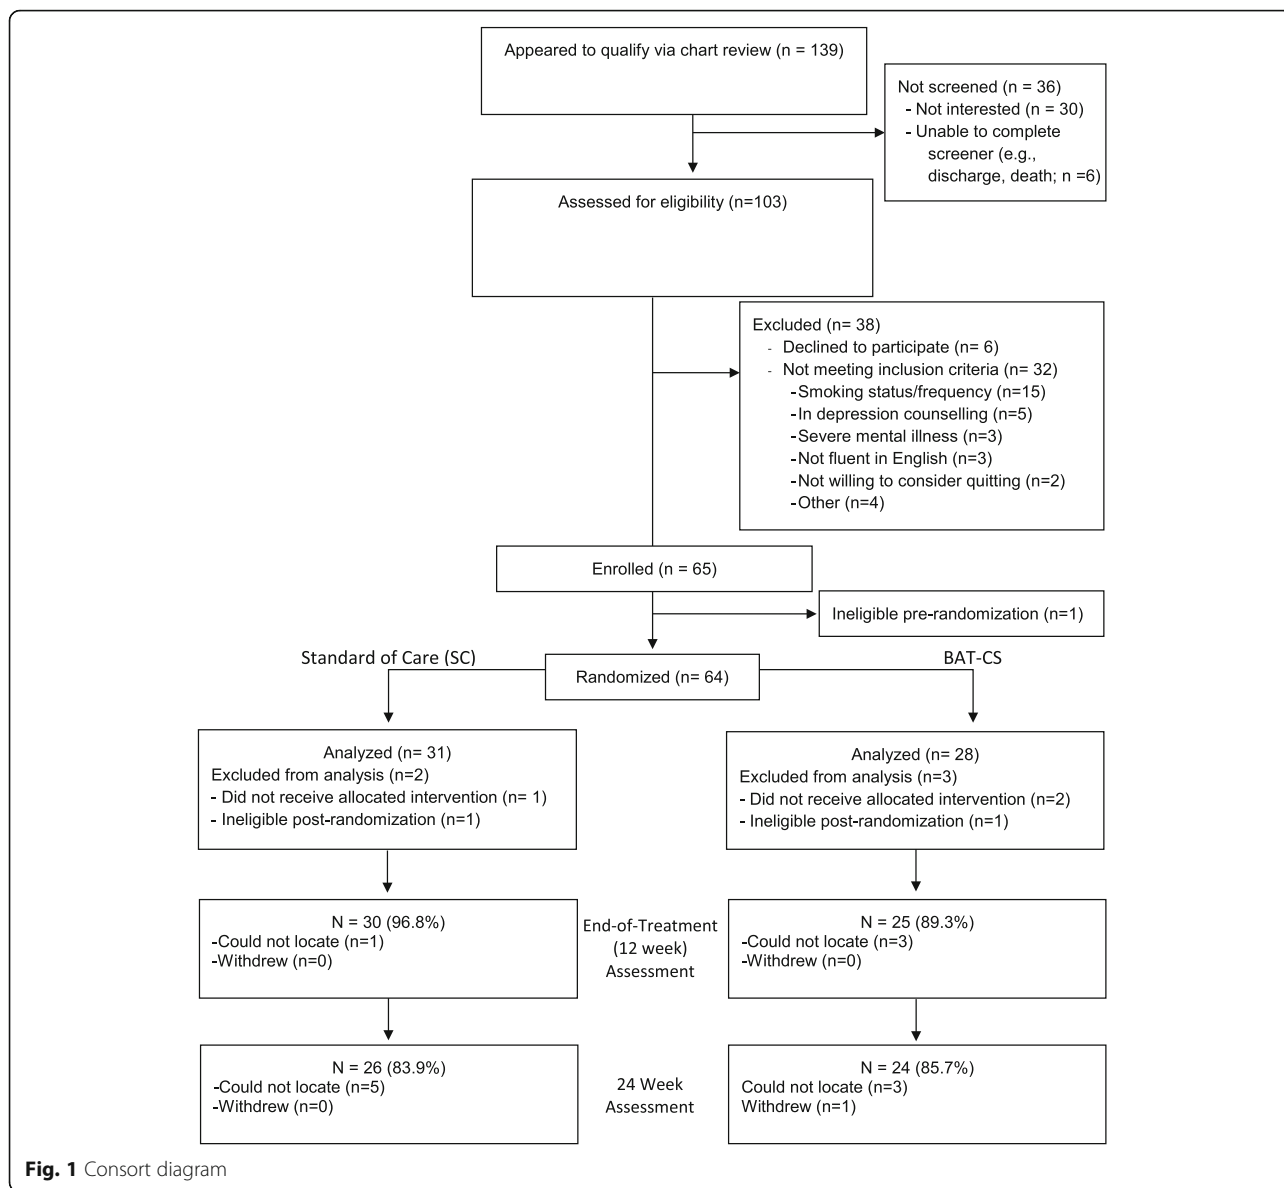 Appeared to qualify via chart review (n = 139)
Not screened (n = 36)
- Not interested (n = 30)
- Unable to complete
screener (e.g.,
discharge, death; n =6)
Assessed for eligibility (n=103)
Excluded (n= 38)
- Declined to participate (n= 6)
- Not meeting inclusion criteria (n= 32)
-Smoking status/frequency (n=15)
-In depression counselling (n=5)
-Severe mental illness (n=3)
-Not fluent in English (n=3)
-Not willing to consider quitting (n=2)
-Other (n=4)
Enrolled (n = 65)
Ineligible pre-randomization (n=1)
Standard of Care (SC)
BAT-CS
Randomized (n= 64)
Analyzed (n= 31)
Excluded from analysis (n=2)
- Did not receive allocated intervention (n= 1)
- Ineligible post-randomization (n=1)
Analyzed (n= 28)
Excluded from analysis (n=3)
- Did not receive allocated intervention (n=2)
- Ineligible post-randomization (n=1)
N = 30 (96.8%)
-Could not locate (n=1)
-Withdrew (n=0)
End-of-Treatment
(12 week)
Assessment
N = 25 (89.3%)
-Could not locate (n=3)
-Withdrew (n=0)
N = 26 (83.9%)
-Could not locate (n=5)
-Withdrew (n=0)
24 Week
Assessment
N = 24 (85.7%)
Could not locate (n=3)
Withdrew (n=1)
Fig. 1 Consort diagram